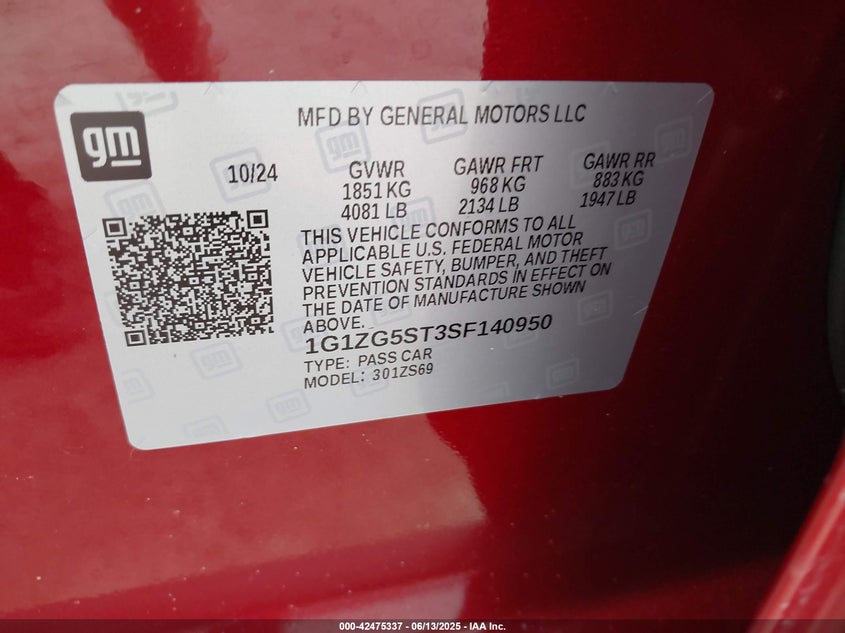 gm
MFD BY GENERAL MOTORS LLC
10/24
GVWR
1851 KG
4081 LB
GAWR FRT
968 KG
2134 LB
GAWR RR
883 KG
1947 LB
THIS VEHICLE CONFORMS TO ALL
APPLICABLE U.S. FEDERAL MOTOR
VEHICLE SAFETY, BUMPER, AND THEFT
PREVENTION STANDARDS IN EFFECT ON
THE DATE OF MANUFACTURE SHOWN
ABOVE.
1G1ZG5ST3SF140950
TYPE: PASS CAR
MODEL: 301ZS69
000-42475337 - 06/13/2025 - IAA Inc.